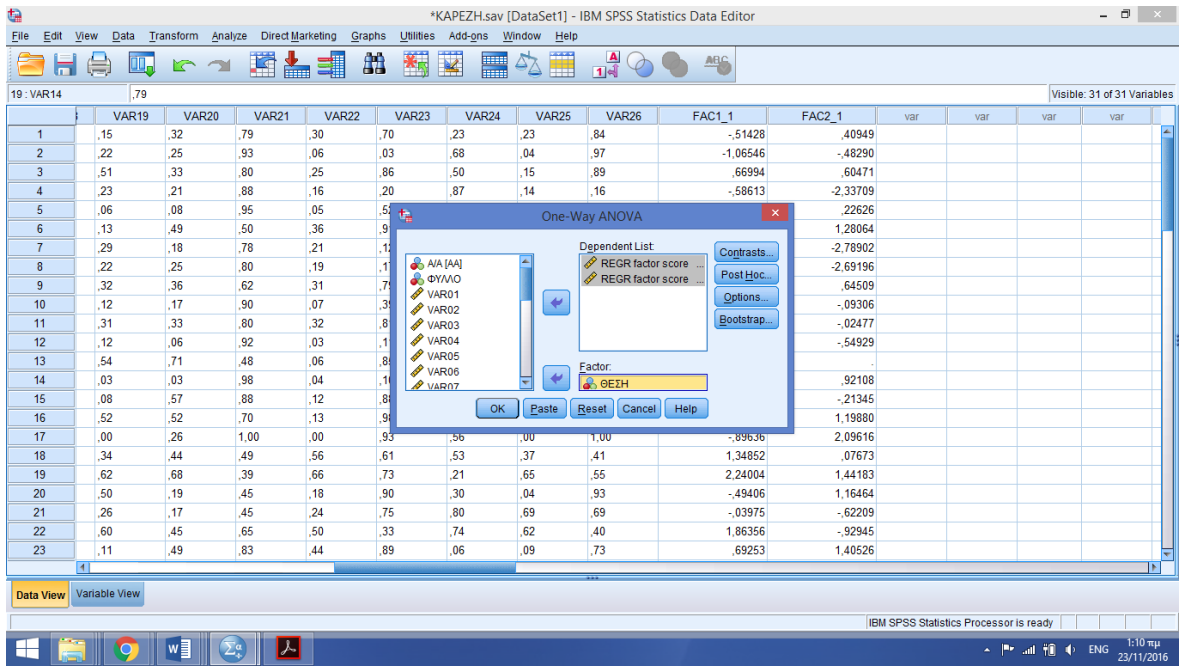 *KAPEZH.sav [DataSet1] - IBM SPSS Statistics Data Editor
File Edit View Data Transform Analyze Direct Marketing Graphs Utilities Add-ons Window Help
19 : VAR14 ,79 Visible: 31 of 31 Variables
VAR19 VAR20 VAR21 VAR22 VAR23 VAR24 VAR25 VAR26 FAC1_1 FAC2_1 var var var var
1 ,15 ,32 ,79 ,30 ,70 ,23 ,23 ,84 -,51428 ,40949
2 ,22 ,25 ,93 ,06 ,03 ,68 ,04 ,97 -1,06546 -,48290
3 ,51 ,33 ,80 ,25 ,86 ,50 ,15 ,89 ,66994 ,60471
4 ,23 ,21 ,88 ,16 ,20 ,87 ,14 ,16 -,58613 -2,33709
5 ,06 ,08 ,95 ,05 ,22626
6 ,13 ,49 ,50 ,36 1,28064
7 ,29 ,18 ,78 ,21 -2,78902
8 ,22 ,25 ,80 ,19 -2,69196
9 ,32 ,36 ,62 ,31 ,64509
10 ,12 ,17 ,90 ,07 -,09306
11 ,31 ,33 ,80 ,32 -,02477
12 ,12 ,06 ,92 ,03 -,54929
13 ,54 ,71 ,48 ,06 .
14 ,03 ,03 ,98 ,04 ,92108
15 ,08 ,57 ,88 ,12 -,21345
16 ,52 ,52 ,70 ,13 1,19880
17 ,00 ,26 1,00 ,00 ,93 ,56 ,00 1,00 -,89636 2,09616
18 ,34 ,44 ,49 ,56 ,61 ,53 ,37 ,41 1,34852 ,07673
19 ,62 ,68 ,39 ,66 ,73 ,21 ,65 ,55 2,24004 1,44183
20 ,50 ,19 ,45 ,18 ,90 ,30 ,04 ,93 -,49406 1,16464
21 ,26 ,17 ,45 ,24 ,75 ,80 ,69 ,69 -,03975 -,62209
22 ,60 ,45 ,65 ,50 ,33 ,74 ,62 ,40 1,86356 -,92945
23 ,11 ,49 ,83 ,44 ,89 ,06 ,09 ,73 ,69253 1,40526
One-Way ANOVA
A/A [AA]
ΦΥΛΛΟ
VAR01
VAR02
VAR03
VAR04
VAR05
VAR06
VAR07
Dependent List:
REGR factor score ...
REGR factor score ...
Factor:
ΘΕΣΗ
Contrasts...
Post Hoc...
Options...
Bootstrap...
OK Paste Reset Cancel Help
Data View Variable View
IBM SPSS Statistics Processor is ready
ENG 1:10 πμ
23/11/2016